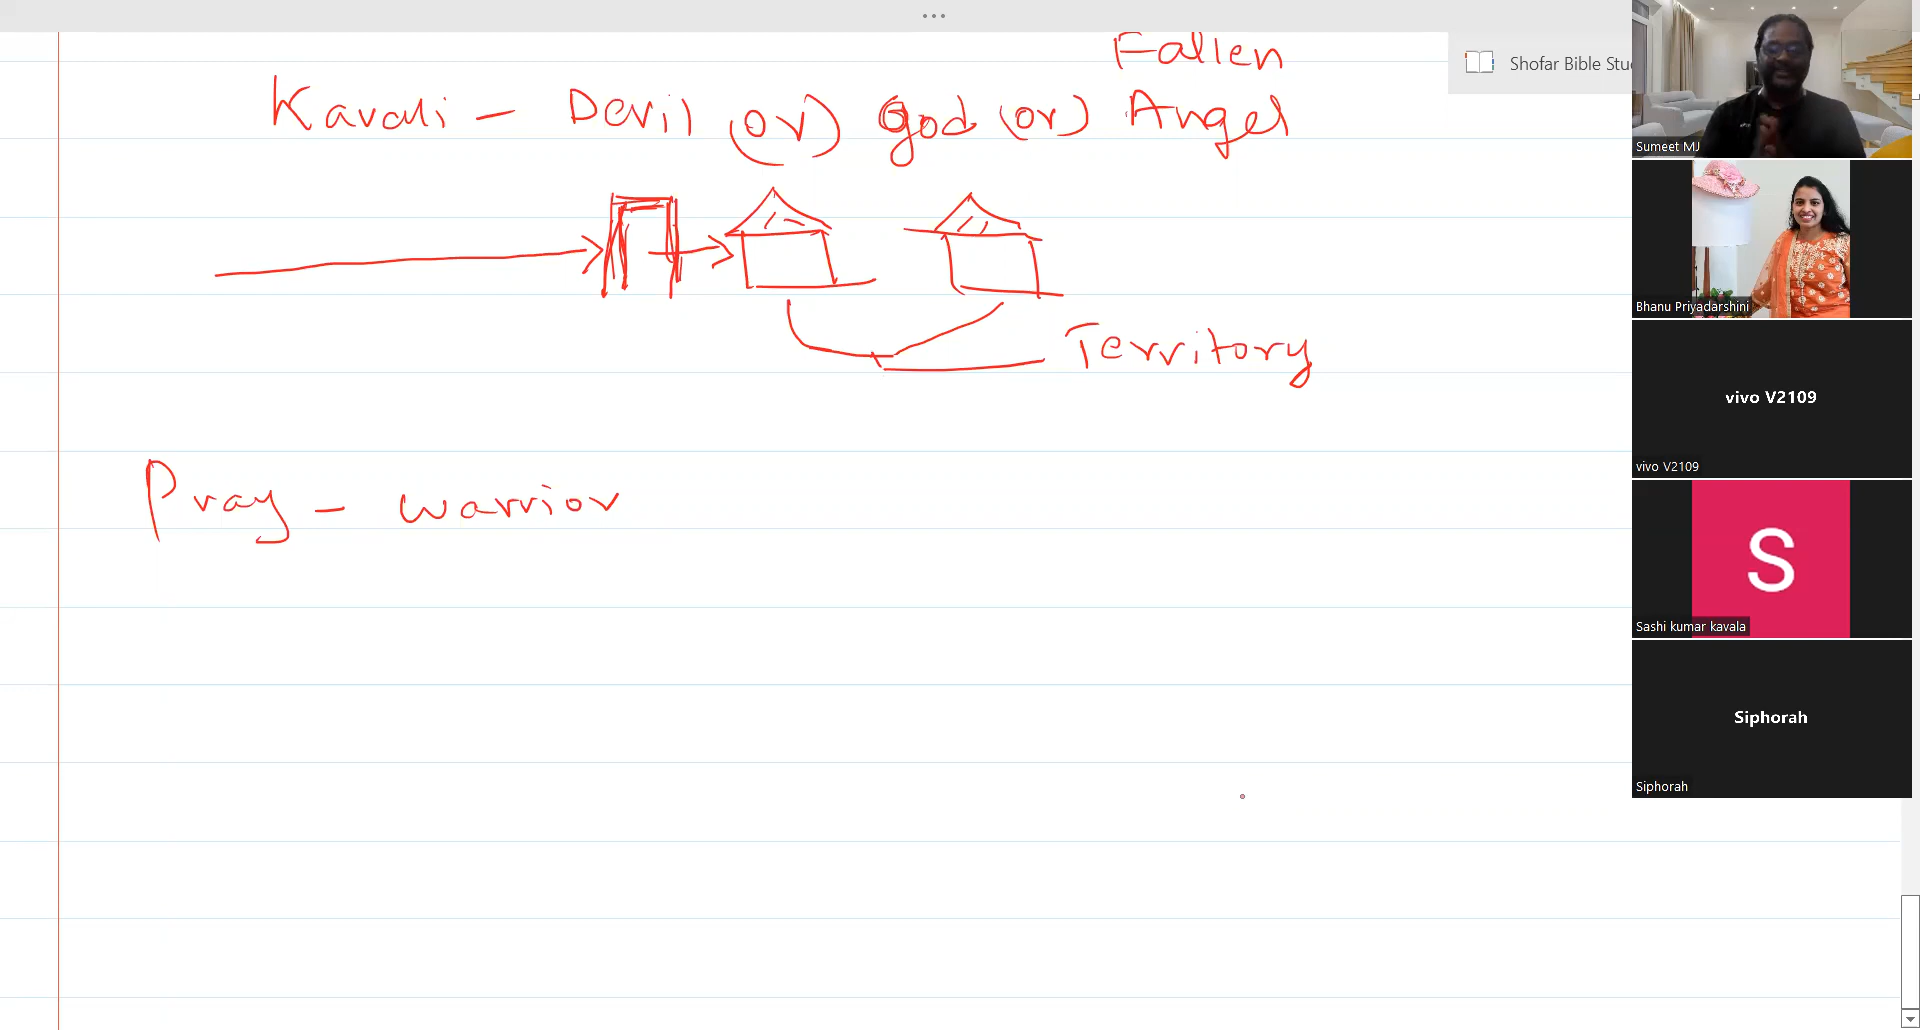 Fallen
Kavali - Devil (or) god (or) Angel
Territory
Pray - warrior
Shofar Bible Stu
Sumeet MJ
Bhanu Priyadarshini
vivo V2109
vivo V2109
S
Sashi kumar kavala
Siphorah
Siphorah